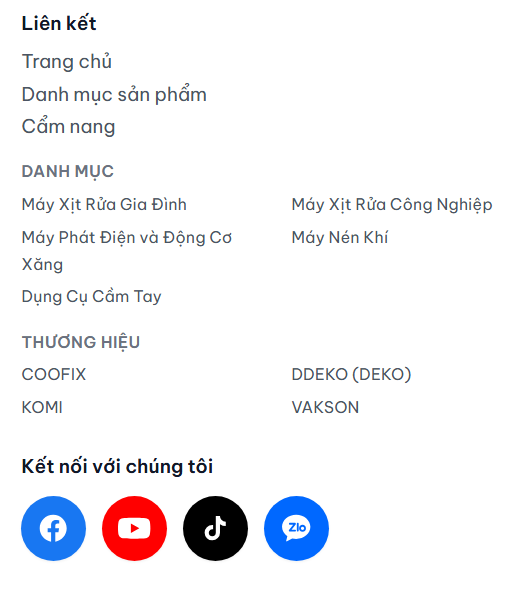 Liên kết
Trang chủ
Danh mục sản phẩm
Cẩm nang
DANH MỤC
Máy Xịt Rửa Gia Đình
Máy Xịt Rửa Công Nghiệp
Máy Phát Điện và Động Cơ
Xăng
Máy Nén Khí
Dụng Cụ Cầm Tay
THƯƠNG HIỆU
COOFIX
DDEKO (DEKO)
KOMI
VAKSON
Kết nối với chúng tôi
Zlo